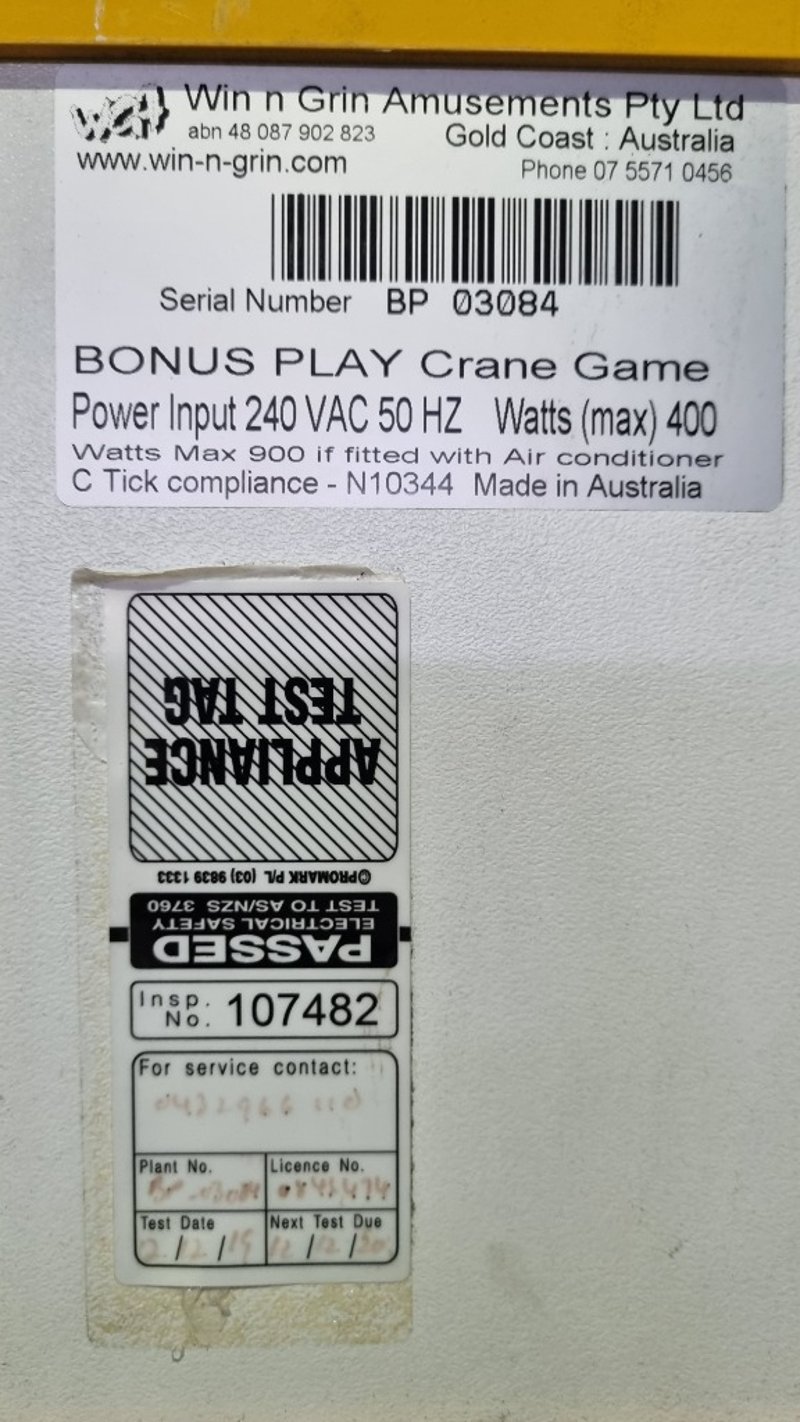 WGA Win n Grin Amusements Pty Ltd
abn 48 087 902 823 Gold Coast : Australia
www.win-n-grin.com Phone 07 5571 0456
Serial Number BP 03084
BONUS PLAY Crane Game
Power Input 240 VAC 50 HZ Watts (max) 400
Watts Max 900 if fitted with Air conditioner
C Tick compliance - N10344 Made in Australia
APPLIANCE
TEST TAG
©PROMARK P/L (03) 9839 1333
PASSED
ELECTRICAL SAFETY
TEST TO AS/NZS 3760
Insp. No. 107482
For service contact:
Plant No. Licence No.
BP 03084
Test Date Next Test Due